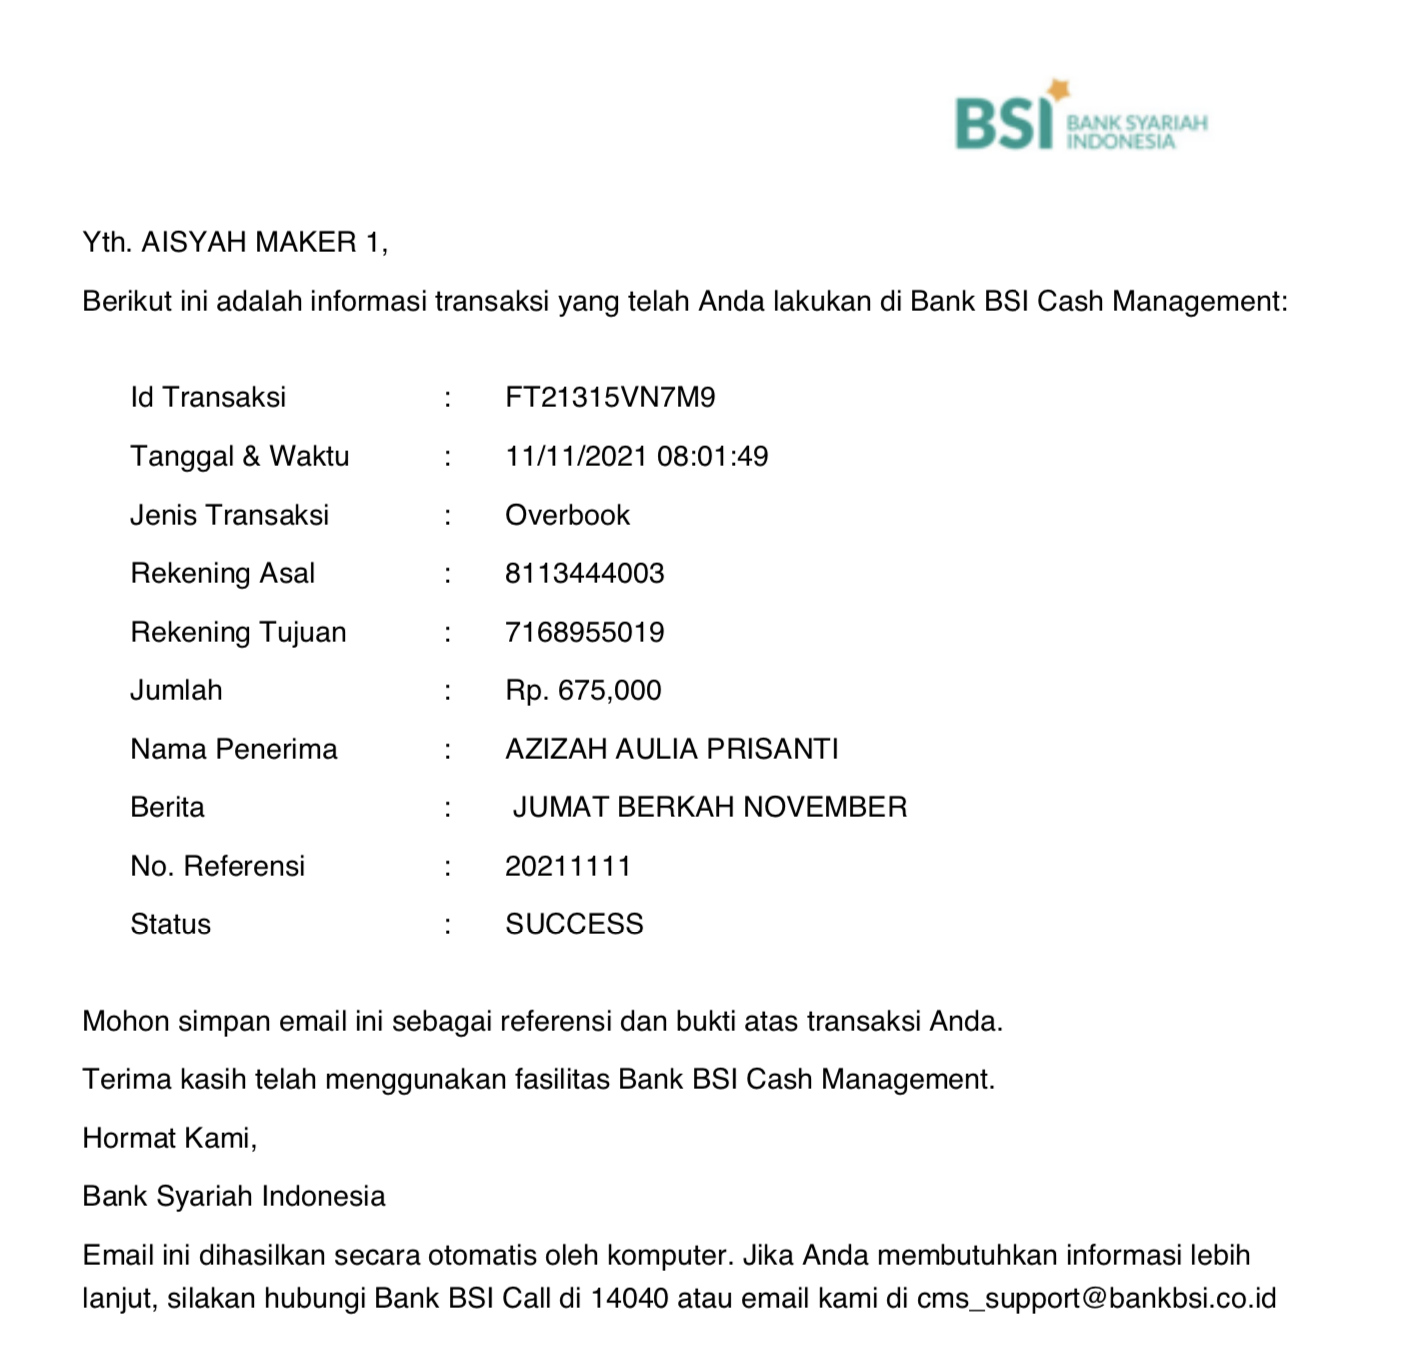 BSI BANK SYARIAH
INDONESIA
Yth. AISYAH MAKER 1,
Berikut ini adalah informasi transaksi yang telah Anda lakukan di Bank BSI Cash Management:
Id Transaksi : FT21315VN7M9
Tanggal & Waktu : 11/11/2021 08:01:49
Jenis Transaksi : Overbook
Rekening Asal : 8113444003
Rekening Tujuan : 7168955019
Jumlah : Rp. 675,000
Nama Penerima : AZIZAH AULIA PRISANTI
Berita : JUMAT BERKAH NOVEMBER
No. Referensi : 20211111
Status : SUCCESS
Mohon simpan email ini sebagai referensi dan bukti atas transaksi Anda.
Terima kasih telah menggunakan fasilitas Bank BSI Cash Management.
Hormat Kami,
Bank Syariah Indonesia
Email ini dihasilkan secara otomatis oleh komputer. Jika Anda membutuhkan informasi lebih
lanjut, silakan hubungi Bank BSI Call di 14040 atau email kami di cms_support@bankbsi.co.id